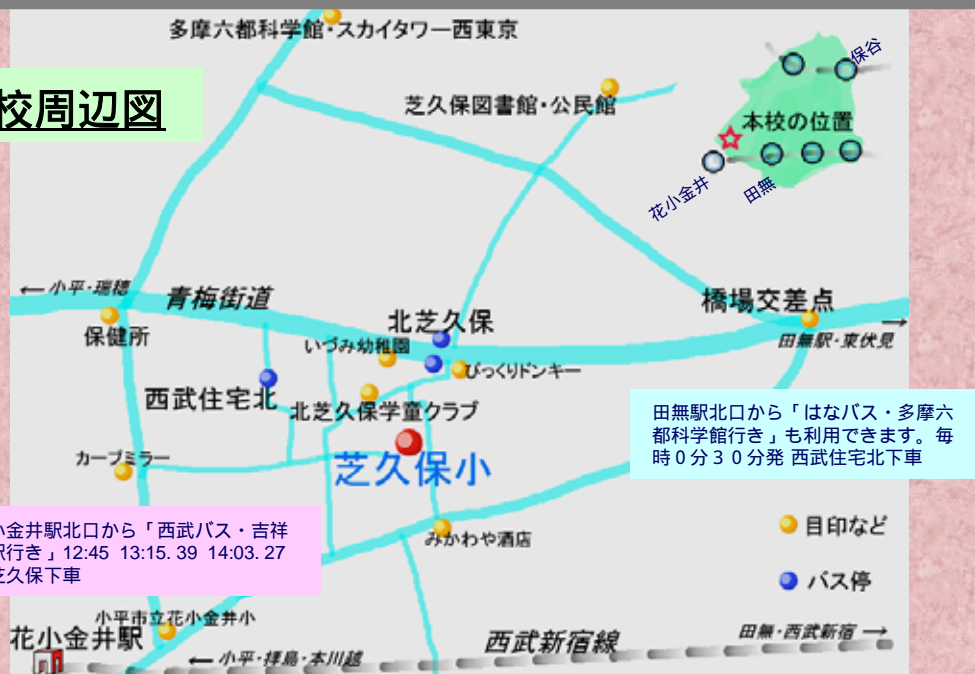 多摩六都科学館・スカイタワー西東京
保谷
芝久保図書館・公民館
校周辺図
本校の位置
花小金井
田無
←小平・瑞穂
青梅街道
橋場交差点
北芝久保
保健所
いづみ幼稚園
田無駅・東伏見→
びっくりドンキー
西武住宅北
北芝久保学童クラブ
田無駅北口から「はなバス・多摩六
都科学館行き」も利用できます。毎
時0分30分発 西武住宅北下車
カーブミラー
芝久保小
小金井駅北口から「西武バス・吉祥
駅行き」12:45 13:15. 39 14:03. 27
芝久保下車
目印など
みかわや酒店
バス停
小平市立花小金井小
花小金井駅
西武新宿線
田無・西武新宿→
←小平・拝島・本川越